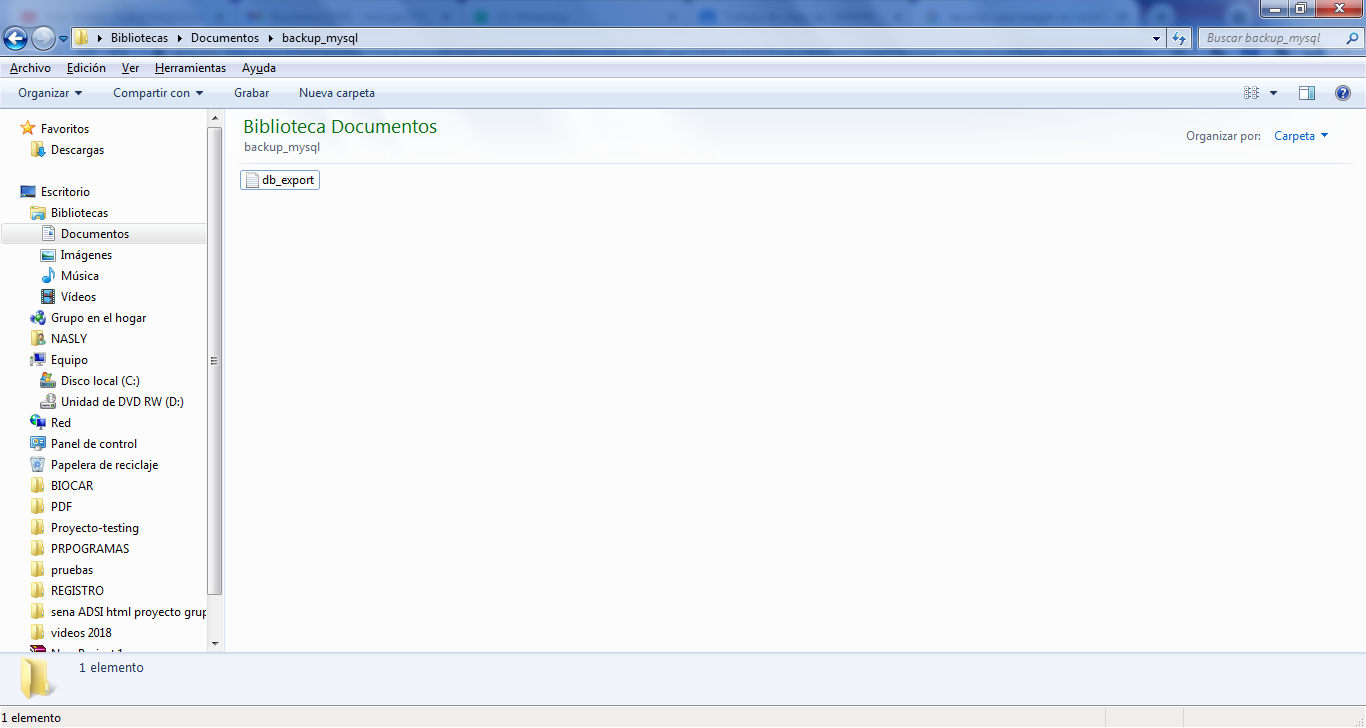 Bibliotecas Documentos backup_mysql
Buscar backup_mysql
Archivo Edición Ver Herramientas Ayuda
Organizar Compartir con Grabar Nueva carpeta
Favoritos
Descargas
Escritorio
Bibliotecas
Documentos
Imágenes
Música
Vídeos
Grupo en el hogar
NASLY
Equipo
Disco local (C:)
Unidad de DVD RW (D:)
Red
Panel de control
Papelera de reciclaje
BIOCAR
PDF
Proyecto-testing
PRPOGRAMAS
pruebas
REGISTRO
sena ADSI html proyecto grup
videos 2018
Biblioteca Documentos
backup_mysql
Organizar por: Carpeta
db_export
1 elemento
1 elemento